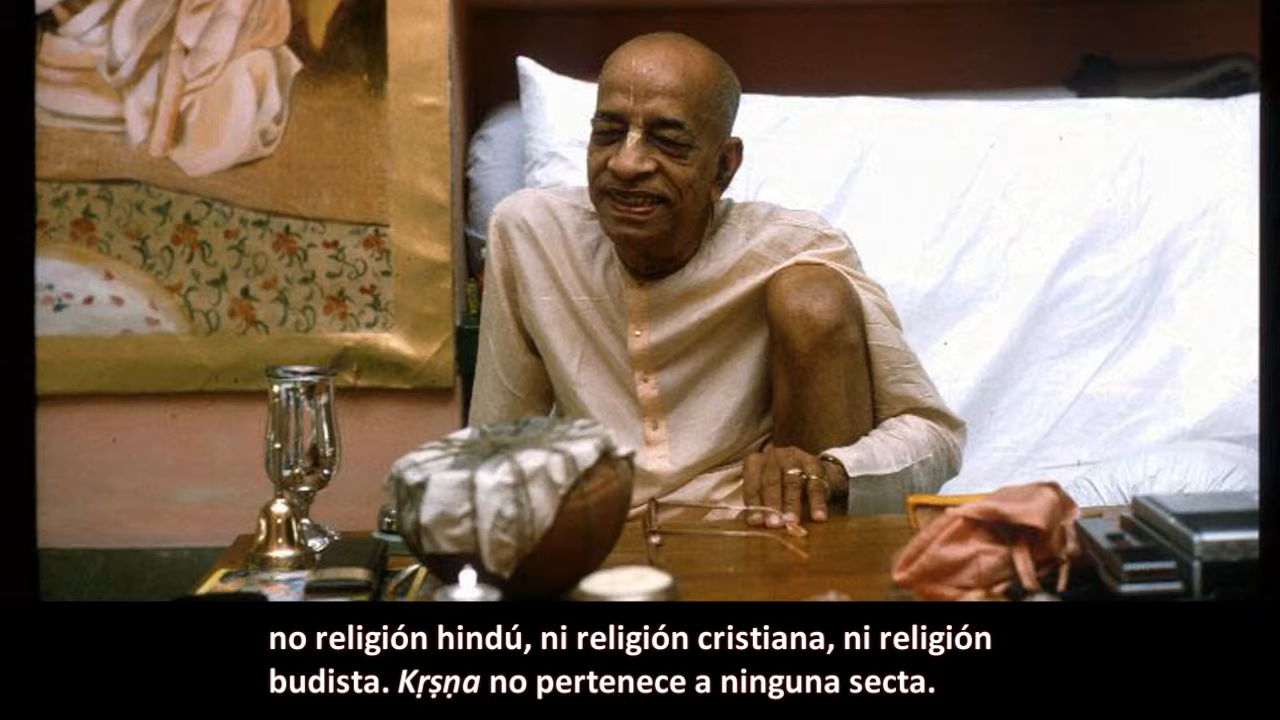 no religión hindú, ni religión cristiana, ni religión
budista. Kṛṣṇa no pertenece a ninguna secta.